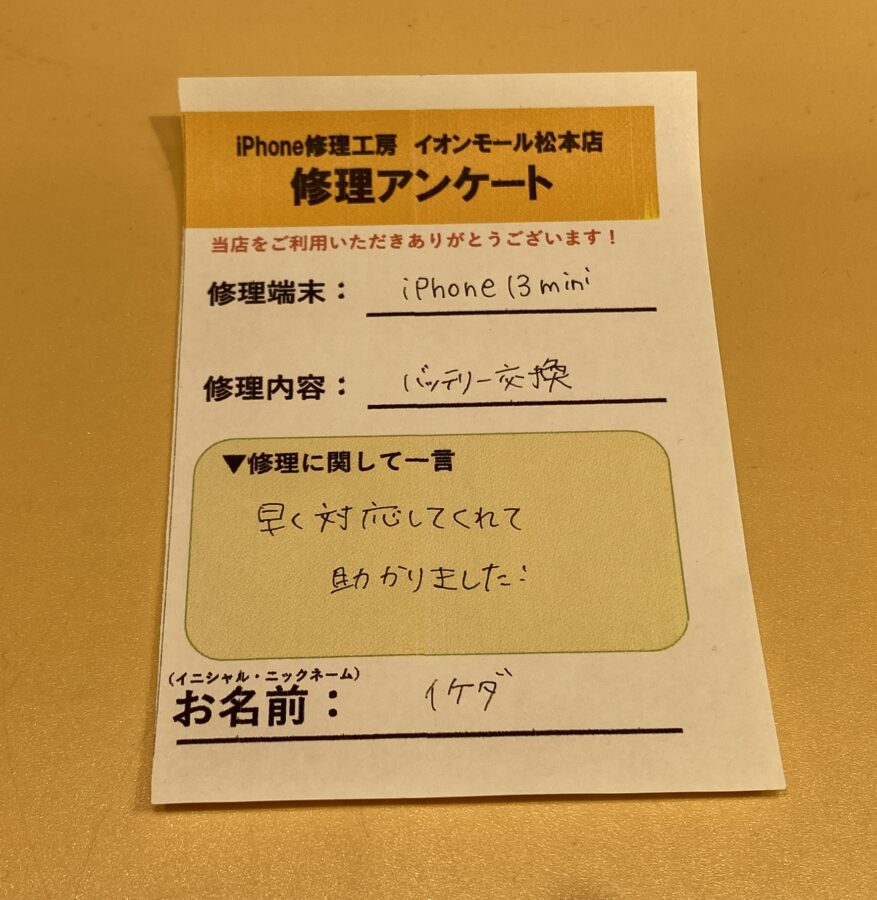 iPhone修理工房 イオンモール松本店
修理アンケート
当店をご利用いただきありがとうございます！
修理端末： iPhone 13 mini
修理内容： バッテリー交換
▼修理に関して一言
早く対応してくれて
助かりました:
(イニシャル・ニックネーム)
お名前： イケダ